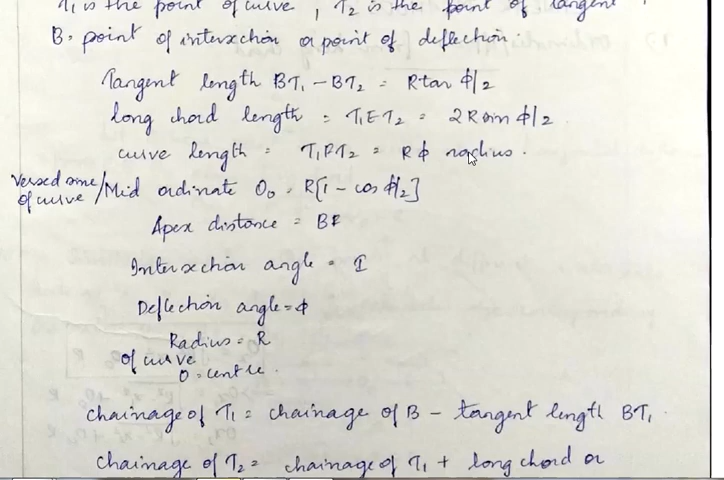 T1 is the point of curve, T2 is the point of tangent,
B = point of intersection or point of deflection.
Tangent length BT1 - BT2 = R tan ϕ/2
long chord length = T1ET2 = 2R sin ϕ/2.
curve length = T1FT2 = Rϕ radius.
Versed sine of curve / Mid ordinate O0 = R[1 - cos ϕ/2]
Apex distance = BF
Intersection angle = I
Deflection angle = ϕ
Radius = R
of curve
O = centre.
chainage of T1 = chainage of B - tangent length BT1.
chainage of T2 = chainage of T1 + long chord or